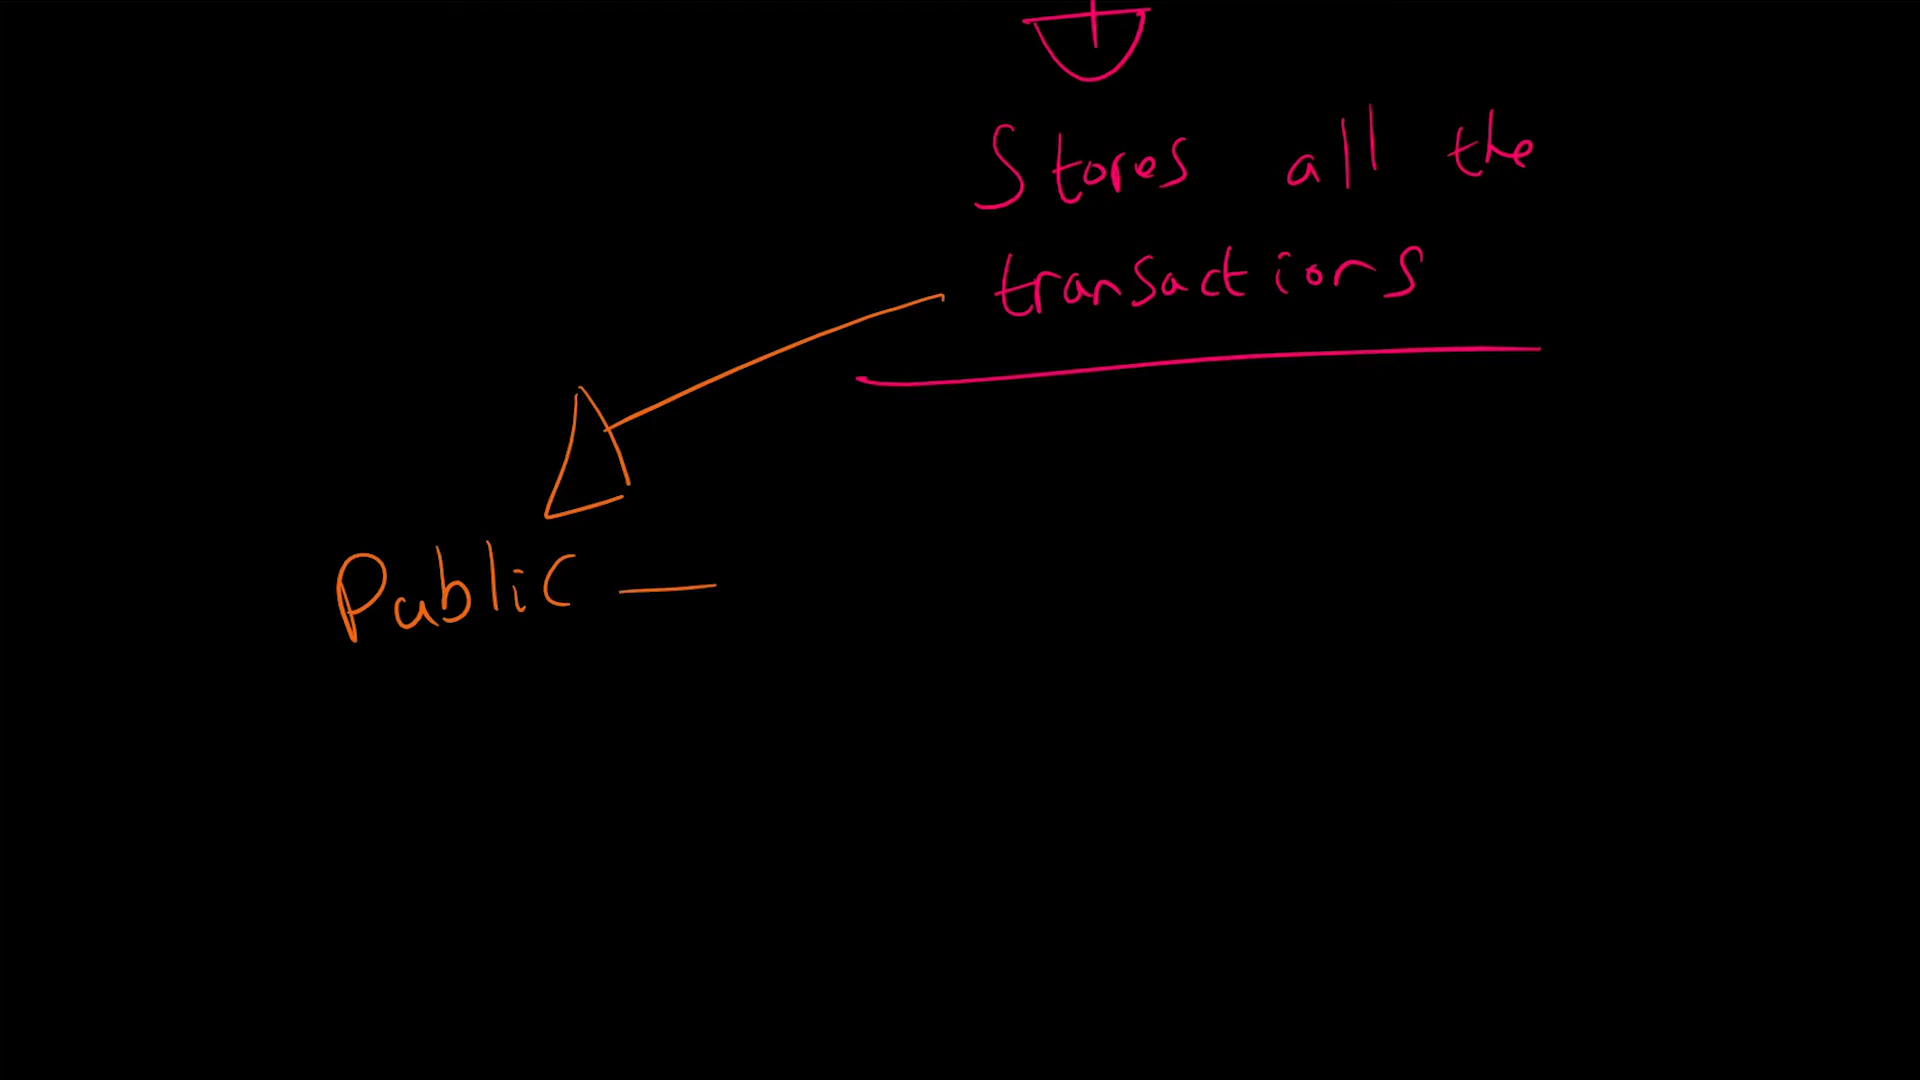 Stores all the
transactions
Public —